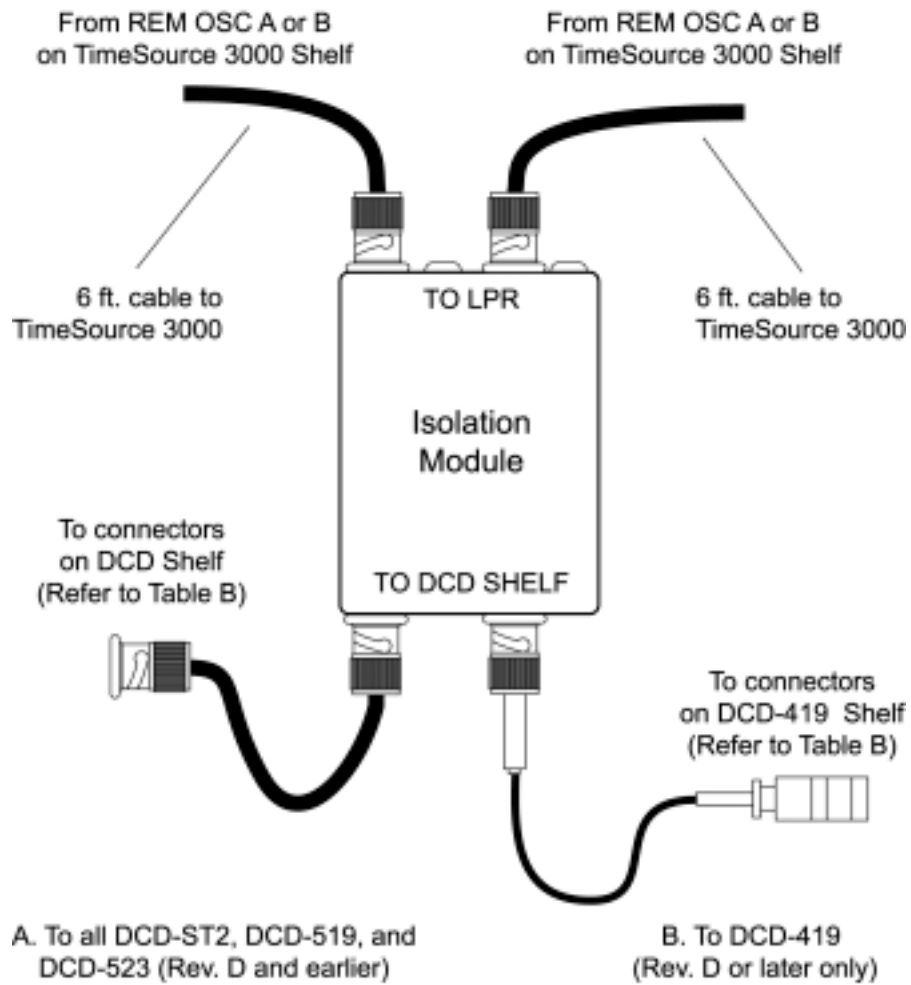 From REM OSC A or B
on TimeSource 3000 Shelf
From REM OSC A or B
on TimeSource 3000 Shelf
6 ft. cable to
TimeSource 3000
TO LPR
6 ft. cable to
TimeSource 3000
Isolation
Module
To connectors
on DCD Shelf
(Refer to Table B)
TO DCD SHELF
To connectors
on DCD-419 Shelf
(Refer to Table B)
A. To all DCD-ST2, DCD-519, and
DCD-523 (Rev. D and earlier)
B. To DCD-419
(Rev. D or later only)